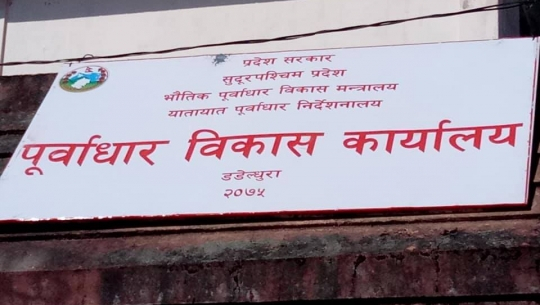 प्रदेश सरकार
सुदूरपश्चिम प्रदेश
भौतिक पूर्वाधार विकास मन्त्रालय
यातायात पूर्वाधार निर्देशनालय
पूर्वाधार विकास कार्यालय
डडेल्धुरा
२०७५